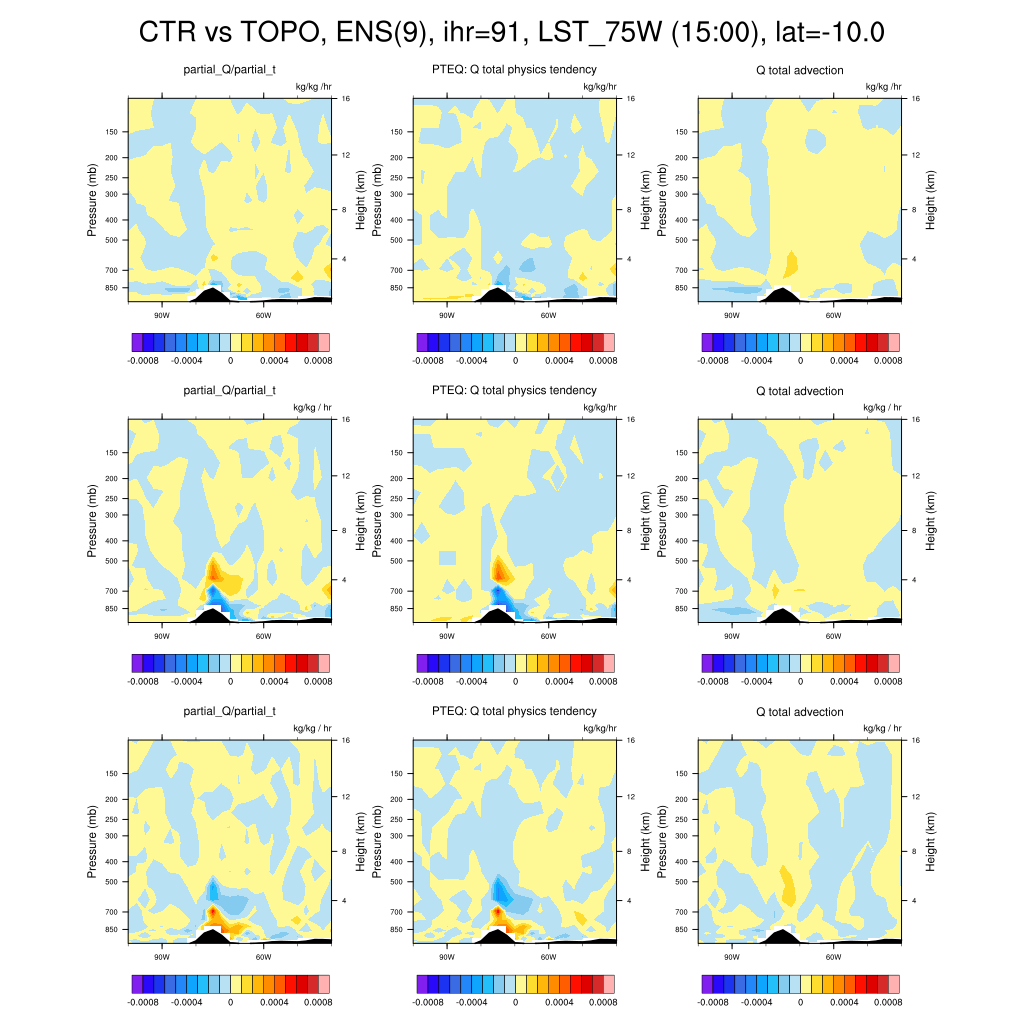 CTR vs TOPO, ENS(9), ihr=91, LST_75W (15:00), lat=-10.0
partial_Q/partial_t PTEQ: Q total physics tendency Q total advection
kg/kg /hr kg/kg/hr kg/kg /hr
16 16 16
150 150 150
12 12 12
200 200 200
250 250 250
300 300 300
8 8 8
400 400 400
500 500 500
4 4 4
700 700 700
850 850 850
Pressure (mb) Height (km) Pressure (mb) Height (km) Pressure (mb) Height (km)
90W 60W 90W 60W 90W 60W
-0.0008 -0.0004 0 0.0004 0.0008 -0.0008 -0.0004 0 0.0004 0.0008 -0.0008 -0.0004 0 0.0004 0.0008
partial_Q/partial_t PTEQ: Q total physics tendency Q total advection
kg/kg / hr kg/kg/hr kg/kg / hr
16 16 16
150 150 150
12 12 12
200 200 200
250 250 250
300 300 300
8 8 8
400 400 400
500 500 500
4 4 4
700 700 700
850 850 850
Pressure (mb) Height (km) Pressure (mb) Height (km) Pressure (mb) Height (km)
90W 60W 90W 60W 90W 60W
-0.0008 -0.0004 0 0.0004 0.0008 -0.0008 -0.0004 0 0.0004 0.0008 -0.0008 -0.0004 0 0.0004 0.0008
partial_Q/partial_t PTEQ: Q total physics tendency Q total advection
kg/kg / hr kg/kg/hr kg/kg / hr
16 16 16
150 150 150
12 12 12
200 200 200
250 250 250
300 300 300
8 8 8
400 400 400
500 500 500
4 4 4
700 700 700
850 850 850
Pressure (mb) Height (km) Pressure (mb) Height (km) Pressure (mb) Height (km)
90W 60W 90W 60W 90W 60W
-0.0008 -0.0004 0 0.0004 0.0008 -0.0008 -0.0004 0 0.0004 0.0008 -0.0008 -0.0004 0 0.0004 0.0008